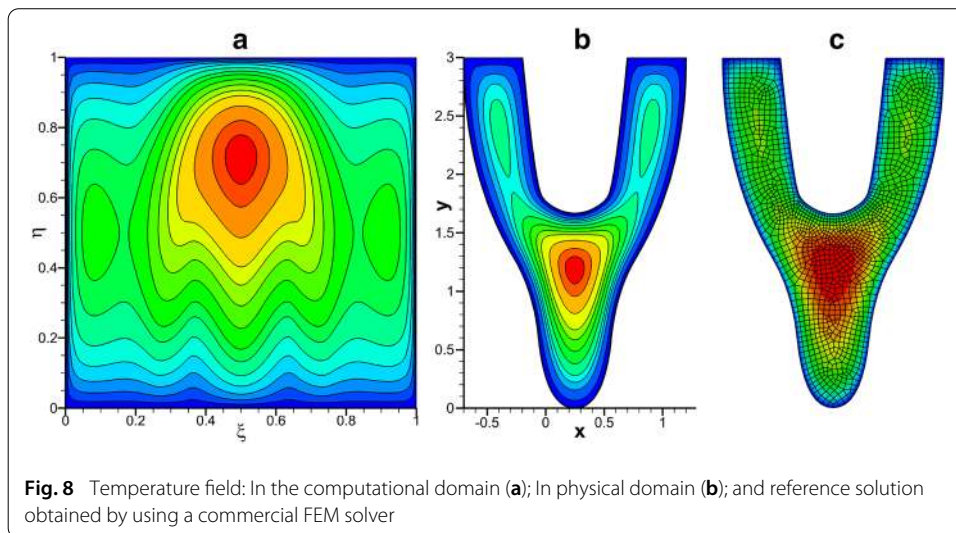 a b c
1
0.8
0.6
η
0.4
0.2
0
0 0.2 0.4 0.6 0.8 1
ξ
3
2.5
2
y
1.5
1
0.5
0
-0.5 0 0.5 1
x
Fig. 8 Temperature field: In the computational domain (a); In physical domain (b); and reference solution
obtained by using a commercial FEM solver